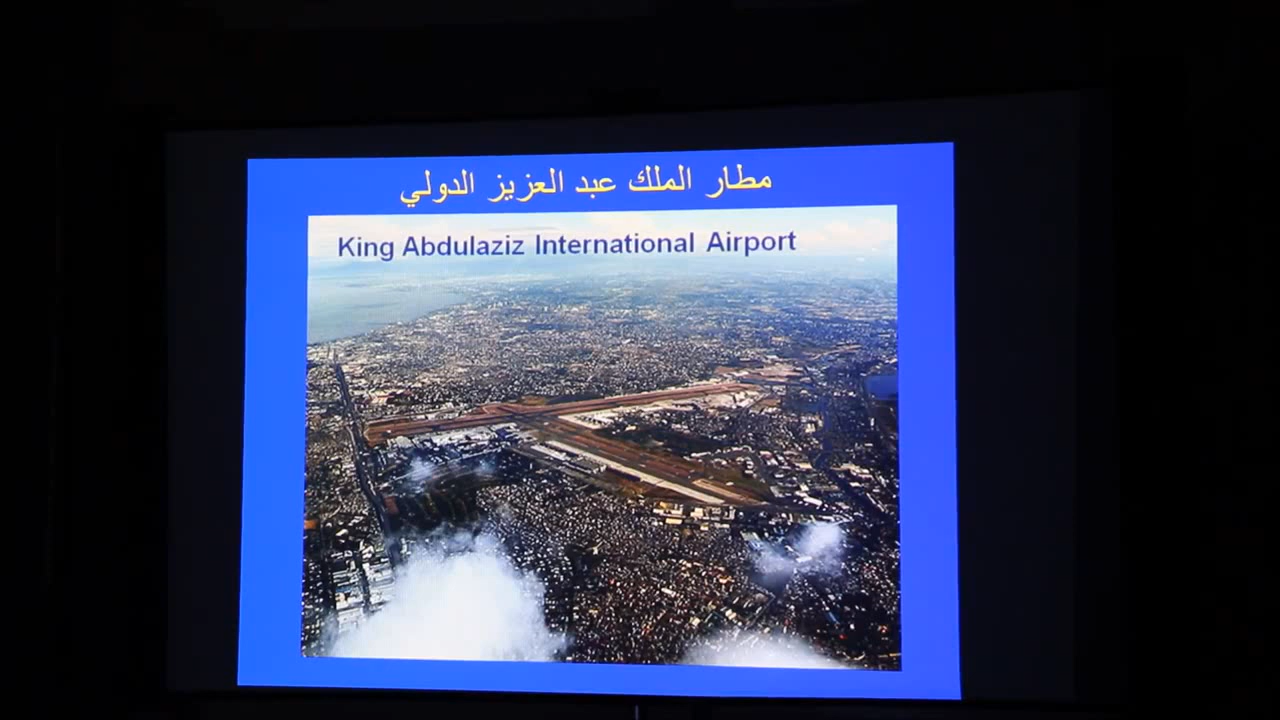 مطار الملك عبد العزيز الدولي
King Abdulaziz International Airport